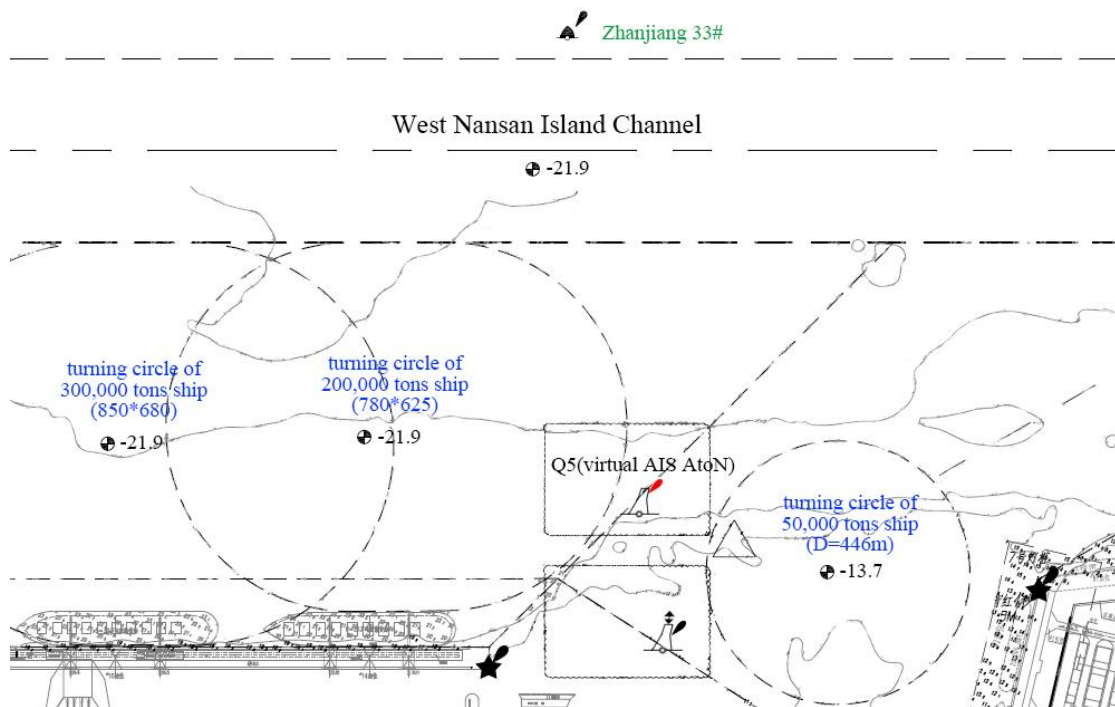 Zhanjiang 33#
West Nansan Island Channel
-21.9
turning circle of
300,000 tons ship
(850*680)
-21.9
turning circle of
200,000 tons ship
(780*625)
-21.9
Q5(virtual AIS AtoN)
turning circle of
50,000 tons ship
(D=446m)
-13.7